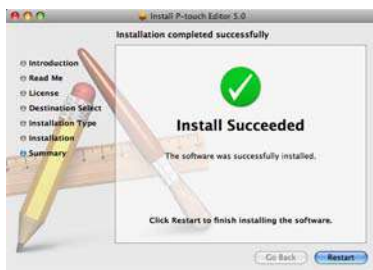 Install P-touch Editor 5.0
Installation completed successfully
Introduction
Read Me
License
Destination Select
Installation Type
Installation
Summary
Install Succeeded
The software was successfully installed.
Click Restart to finish installing the software.
Go Back
Restart